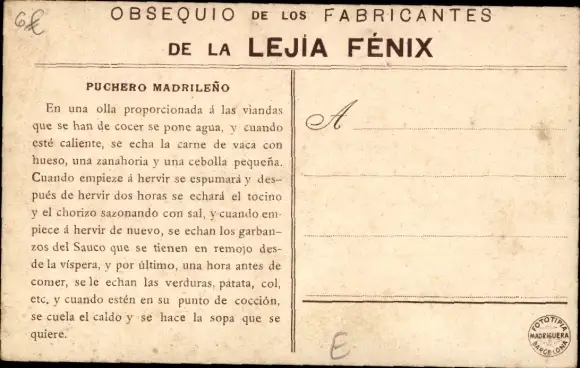 6
OBSEQUIO DE LOS FABRICANTES
DE LA LEJÍA FÉNIX
PUCHERO MADRILEÑO
En una olla proporcionada á las viandas
que se han de cocer se pone agua, y cuando
esté caliente, se echa la carne de vaca con
hueso, una zanahoria y una cebolla pequeña.
Cuando empieze á hervir se espumará y des-
pués de hervir dos horas se echará el tocino
y el chorizo sazonando con sal, y cuando em-
piece á hervir de nuevo, se echan los garban-
zos del Sauco que se tienen en remojo des-
de la víspera, y por último, una hora antes de
comer, se le echan las verduras, patata, col,
etc, y cuando estén en su punto de cocción,
se cuela el caldo y se hace la sopa que se
quiere.
A
E
FOTOTIPIA
MADRIGUERA
BARCELONA